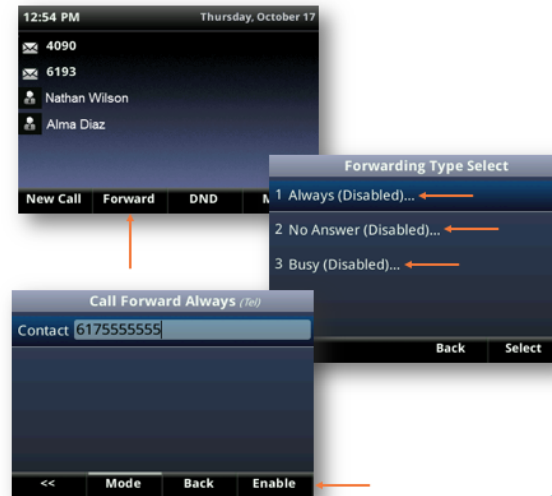 12:54 PM Thursday, October 17
4090
6193
Nathan Wilson
Alma Diaz
New Call Forward DND
Forwarding Type Select
1 Always (Disabled)...
2 No Answer (Disabled)...
3 Busy (Disabled)...
Back Select
Call Forward Always (Tel)
Contact 6175555555
<< Mode Back Enable